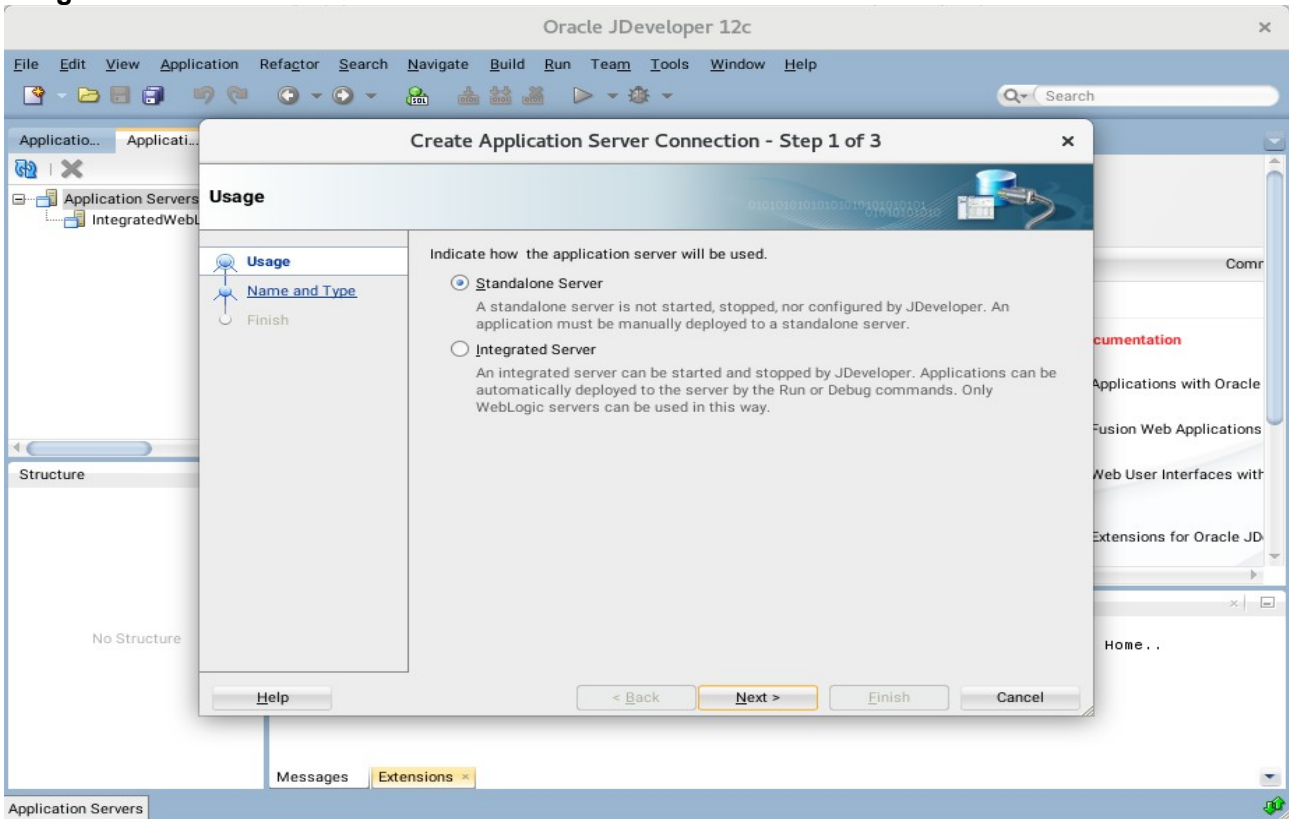 Oracle JDeveloper 12c
File Edit View Application Refactor Search Navigate Build Run Team Tools Window Help
Search
Applicatio... Applicati...
Application Servers
IntegratedWebL
Create Application Server Connection - Step 1 of 3
Usage
Usage
Name and Type
Finish
Indicate how the application server will be used.
Standalone Server
A standalone server is not started, stopped, nor configured by JDeveloper. An
application must be manually deployed to a standalone server.
Integrated Server
An integrated server can be started and stopped by JDeveloper. Applications can be
automatically deployed to the server by the Run or Debug commands. Only
WebLogic servers can be used in this way.
Help < Back Next > Finish Cancel
Comm
cumentation
Applications with Oracle
Fusion Web Applications
Web User Interfaces with
Extensions for Oracle JD
Structure
No Structure
Home..
Messages Extensions
Application Servers